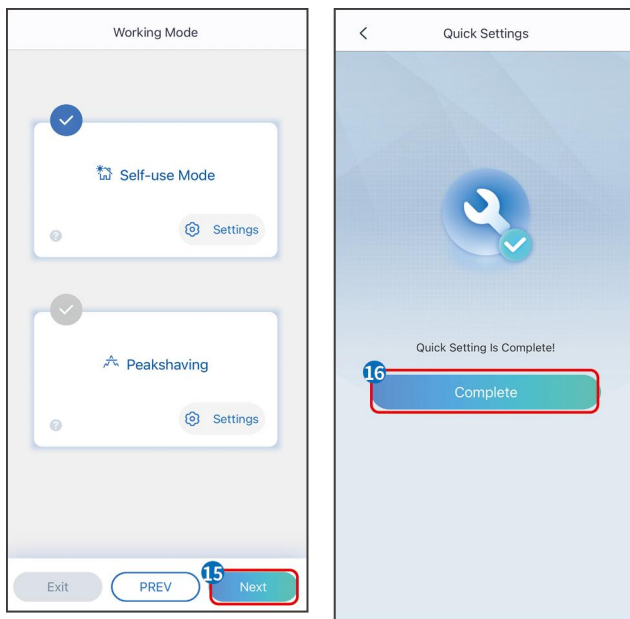 Working Mode
Self-use Mode
Settings
Peakshaving
Settings
Exit
PREV
15
Next
Quick Settings
Quick Setting Is Complete!
16
Complete